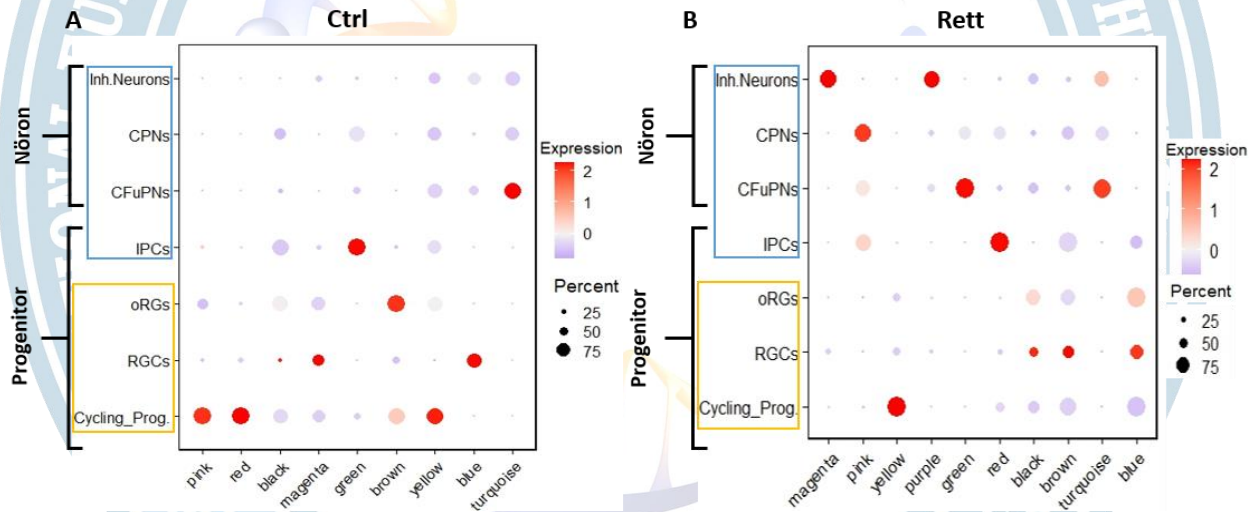 A
Ctrl
Nöron
Progenitor
Inh.Neurons
CPNs
CFuPNs
IPCs
oRGs
RGCs
Cycling_Prog.
pink
red
black
magenta
green
brown
yellow
blue
turquoise
Expression
2
1
0
Percent
25
50
75
B
Rett
Nöron
Progenitor
Inh.Neurons
CPNs
CFuPNs
IPCs
oRGs
RGCs
Cycling_Prog.
magenta
pink
yellow
purple
green
red
black
brown
turquoise
blue
Expression
2
1
0
Percent
25
50
75